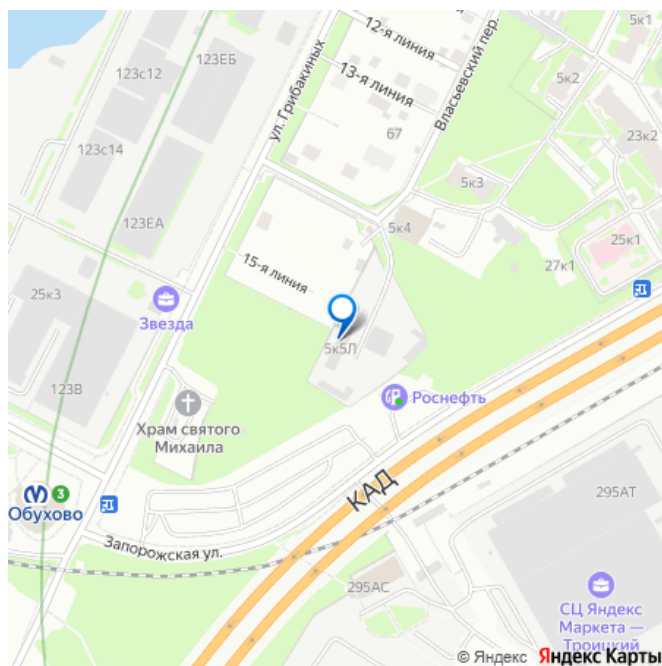 12-я линия
5к1
123с12
123ЕБ
ул. Грибакиных
13-я линия
Власьевский пер.
5к2
67
23к2
123с14
5к3
123ЕА
5к4
25к1
15-я линия
27к1
25к3
Звезда
5к5Л
123В
Роснефть
Храм святого
Михаила
КАД
295АТ
3
Обухово
Запорожская ул.
295АС
СЦ Яндекс
Маркета —
Троицкий
© Яндекс Яндекс Карты